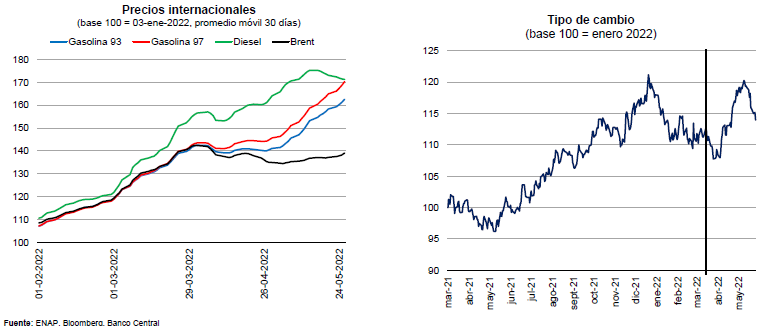 Precios internacionales
(base 100 = 03-ene-2022, promedio móvil 30 días)
Gasolina 93 Gasolina 97 Diesel Brent
180
170
160
150
140
130
120
110
100
01-02-2022
01-03-2022
29-03-2022
26-04-2022
24-05-2022
Tipo de cambio
(base 100 = enero 2022)
125
120
115
110
105
100
95
90
mar-21
abr-21
may-21
jun-21
jul-21
ago-21
sept-21
oct-21
nov-21
dic-21
ene-22
feb-22
mar-22
abr-22
may-22
Fuente: ENAP, Bloomberg, Banco Central